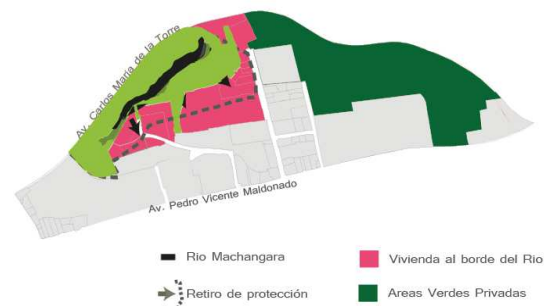 Av. Carlos María de la Torre
Av. Pedro Vicente Maldonado
Rio Machangara
Vivienda al borde del Rio
Retiro de protección
Areas Verdes Privadas